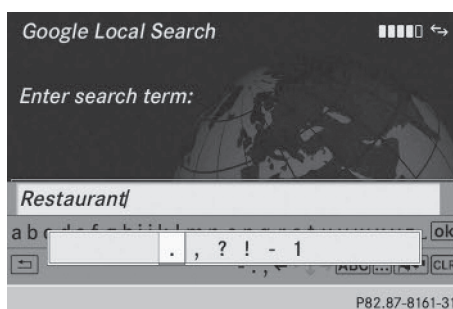 Google Local Search
Enter search term:
Restaurant
a b c ok
. , ? ! - 1
ABC ... CLR
P82.87-8161-31